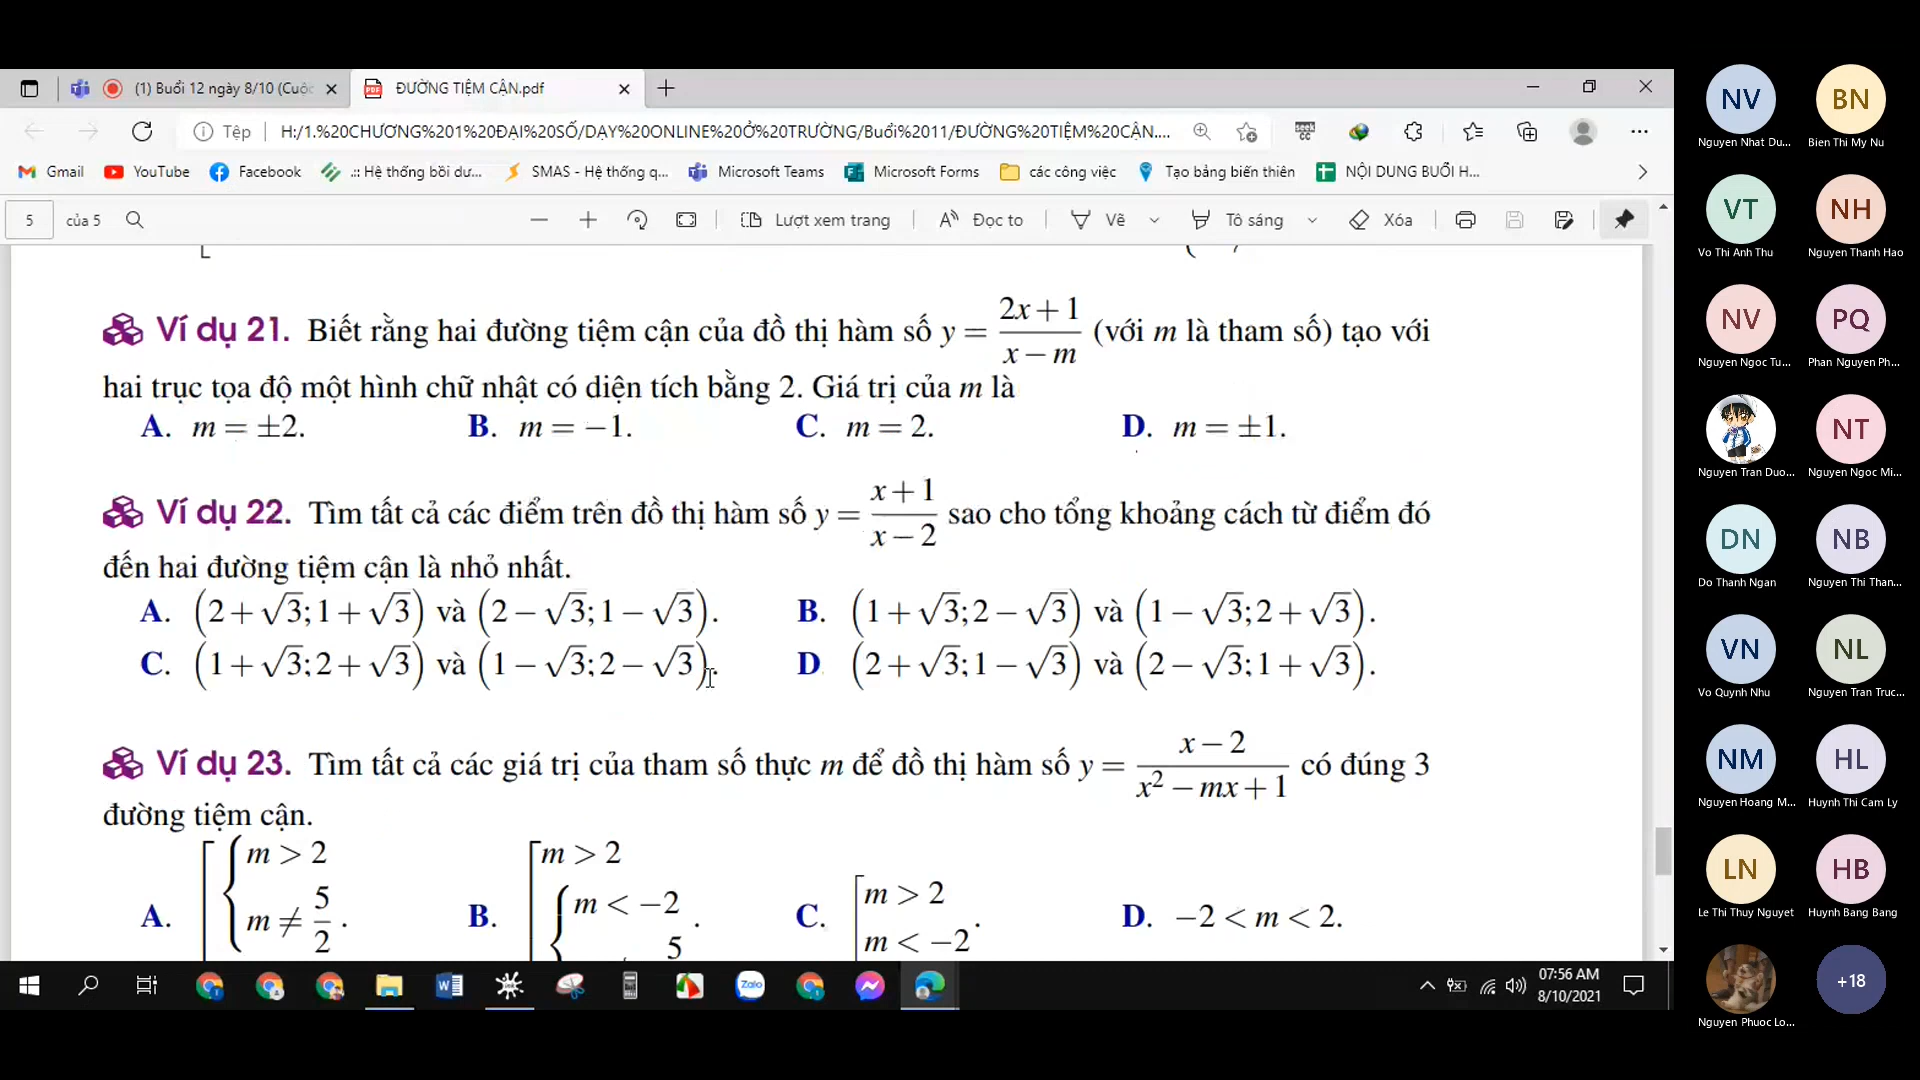 (1) Buổi 12 ngày 8/10 (Cuộc
ĐƯỜNG TIỆM CẬN.pdf
Tệp
H:/1.%20CHƯƠNG%201%20ĐẠI%20SỐ/DẠY%20ONLINE%20Ở%20TRƯỜNG/Buổi%2011/ĐƯỜNG%20TIỆM%20CẬN....
Gmail
YouTube
Facebook
.:: Hệ thống bồi dư...
SMAS - Hệ thống q...
Microsoft Teams
Microsoft Forms
các công việc
Tạo bảng biến thiên
NỘI DUNG BUỔI H...
5
của 5
Lượt xem trang
Đọc to
Vẽ
Tô sáng
Xóa
Ví dụ 21. Biết rằng hai đường tiệm cận của đồ thị hàm số y = (2x+1)/(x−m) (với m là tham số) tạo với
hai trục tọa độ một hình chữ nhật có diện tích bằng 2. Giá trị của m là
A. m = ±2. B. m = −1. C. m = 2. D. m = ±1.
Ví dụ 22. Tìm tất cả các điểm trên đồ thị hàm số y = (x+1)/(x−2) sao cho tổng khoảng cách từ điểm đó
đến hai đường tiệm cận là nhỏ nhất.
A. (2+√3;1+√3) và (2−√3;1−√3). B. (1+√3;2−√3) và (1−√3;2+√3).
C. (1+√3;2+√3) và (1−√3;2−√3). D (2+√3;1−√3) và (2−√3;1+√3).
Ví dụ 23. Tìm tất cả các giá trị của tham số thực m để đồ thị hàm số y = (x−2)/(x²−mx+1) có đúng 3
đường tiệm cận.
A. m > 2
m ≠ 5/2.
B. m > 2
m < −2
5.
C. m > 2
m < −2.
D. −2 < m < 2.
07:56 AM
8/10/2021
Zalo
NV
Nguyen Nhat Du...
BN
Bien Thi My Nu
VT
Vo Thi Anh Thu
NH
Nguyen Thanh Hao
NV
Nguyen Ngoc Tu...
PQ
Phan Nguyen Ph...
Nguyen Tran Duo...
NT
Nguyen Ngoc Mi...
DN
Do Thanh Ngan
NB
Nguyen Thi Than...
VN
Vo Quynh Nhu
NL
Nguyen Tran Truc...
NM
Nguyen Hoang M...
HL
Huynh Thi Cam Ly
LN
Le Thi Thuy Nguyet
HB
Huynh Bang Bang
Nguyen Phuoc Lo...
+18